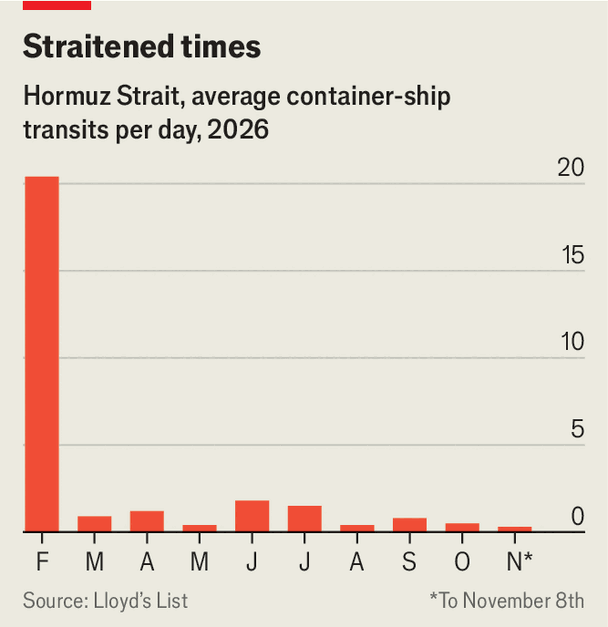 Straitened times
Hormuz Strait, average container-ship
transits per day, 2026
20
15
10
5
0
F M A M J J A S O N*
Source: Lloyd’s List
*To November 8th